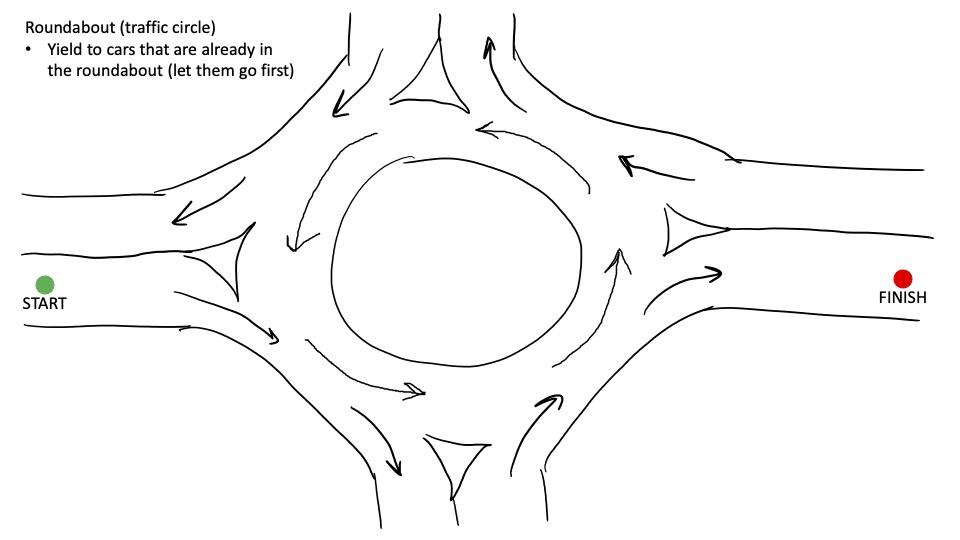 Roundabout (traffic circle)
• Yield to cars that are already in
the roundabout (let them go first)
START
FINISH